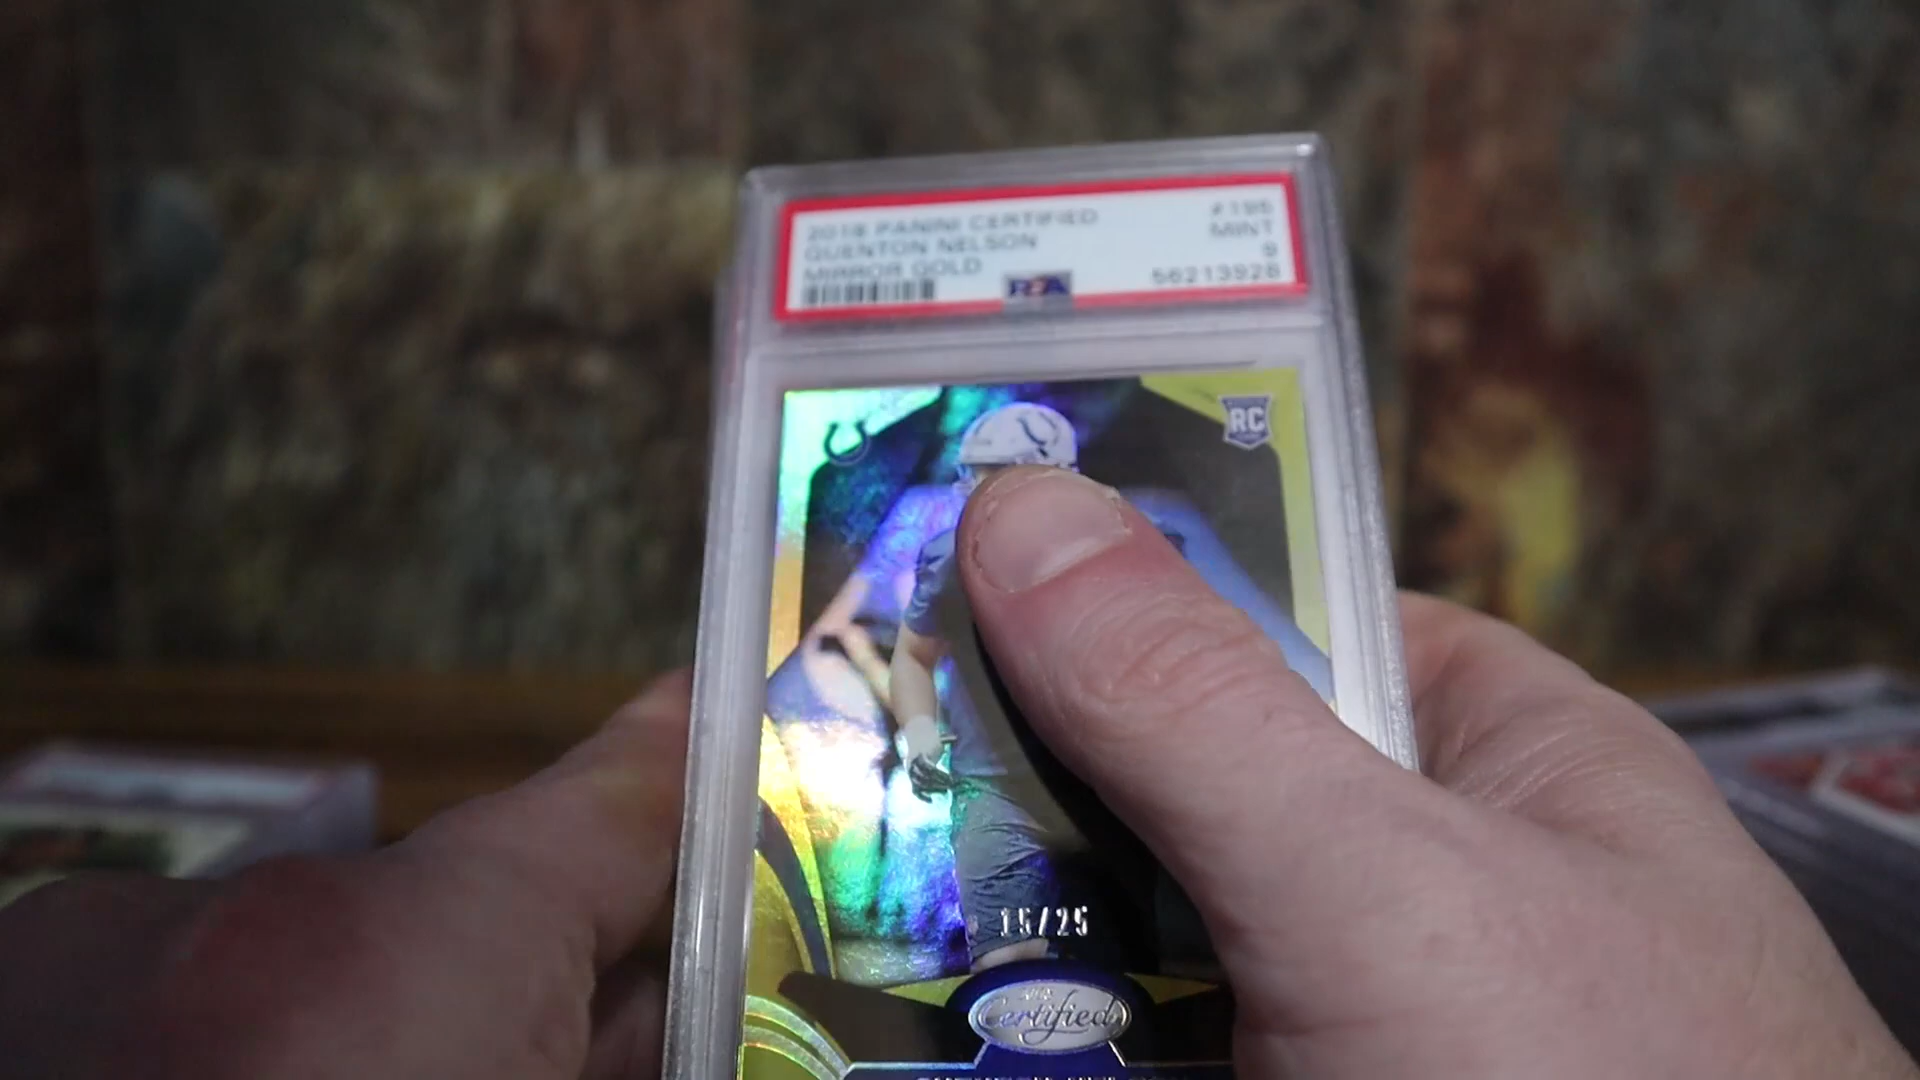 2018 PANINI CERTIFIED #195
QUENTON NELSON MINT
MIRROR GOLD 9
PSA 56213928
RC
15/25
Certified